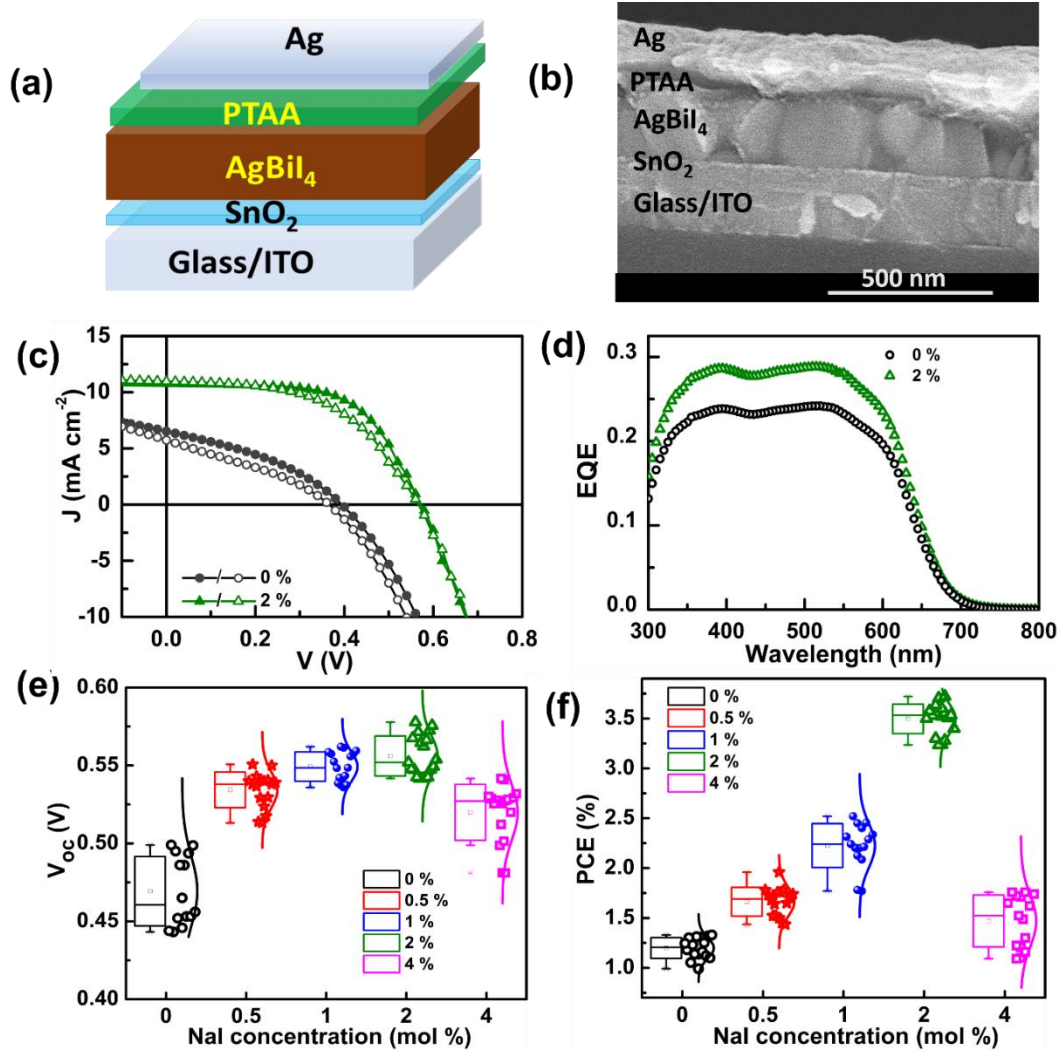 (a)
Ag
PTAA
AgBiI₄
SnO₂
Glass/ITO
(b)
Ag
PTAA
AgBiI₄
SnO₂
Glass/ITO
500 nm
(c)
J (mA cm⁻²)
15
10
5
0
-5
-10
0.0 0.2 0.4 0.6 0.8
V (V)
-●-/-○- 0 %
-▲-/-△- 2 %
(d)
EQE
0.3
0.2
0.1
0.0
300 400 500 600 700 800
Wavelength (nm)
0 %
2 %
(e)
V_OC (V)
0.60
0.55
0.50
0.45
0.40
0 0.5 1 2 4
NaI concentration (mol %)
0 %
0.5 %
1 %
2 %
4 %
(f)
PCE (%)
3.5
3.0
2.5
2.0
1.5
1.0
0 0.5 1 2 4
NaI concentration (mol %)
0 %
0.5 %
1 %
2 %
4 %